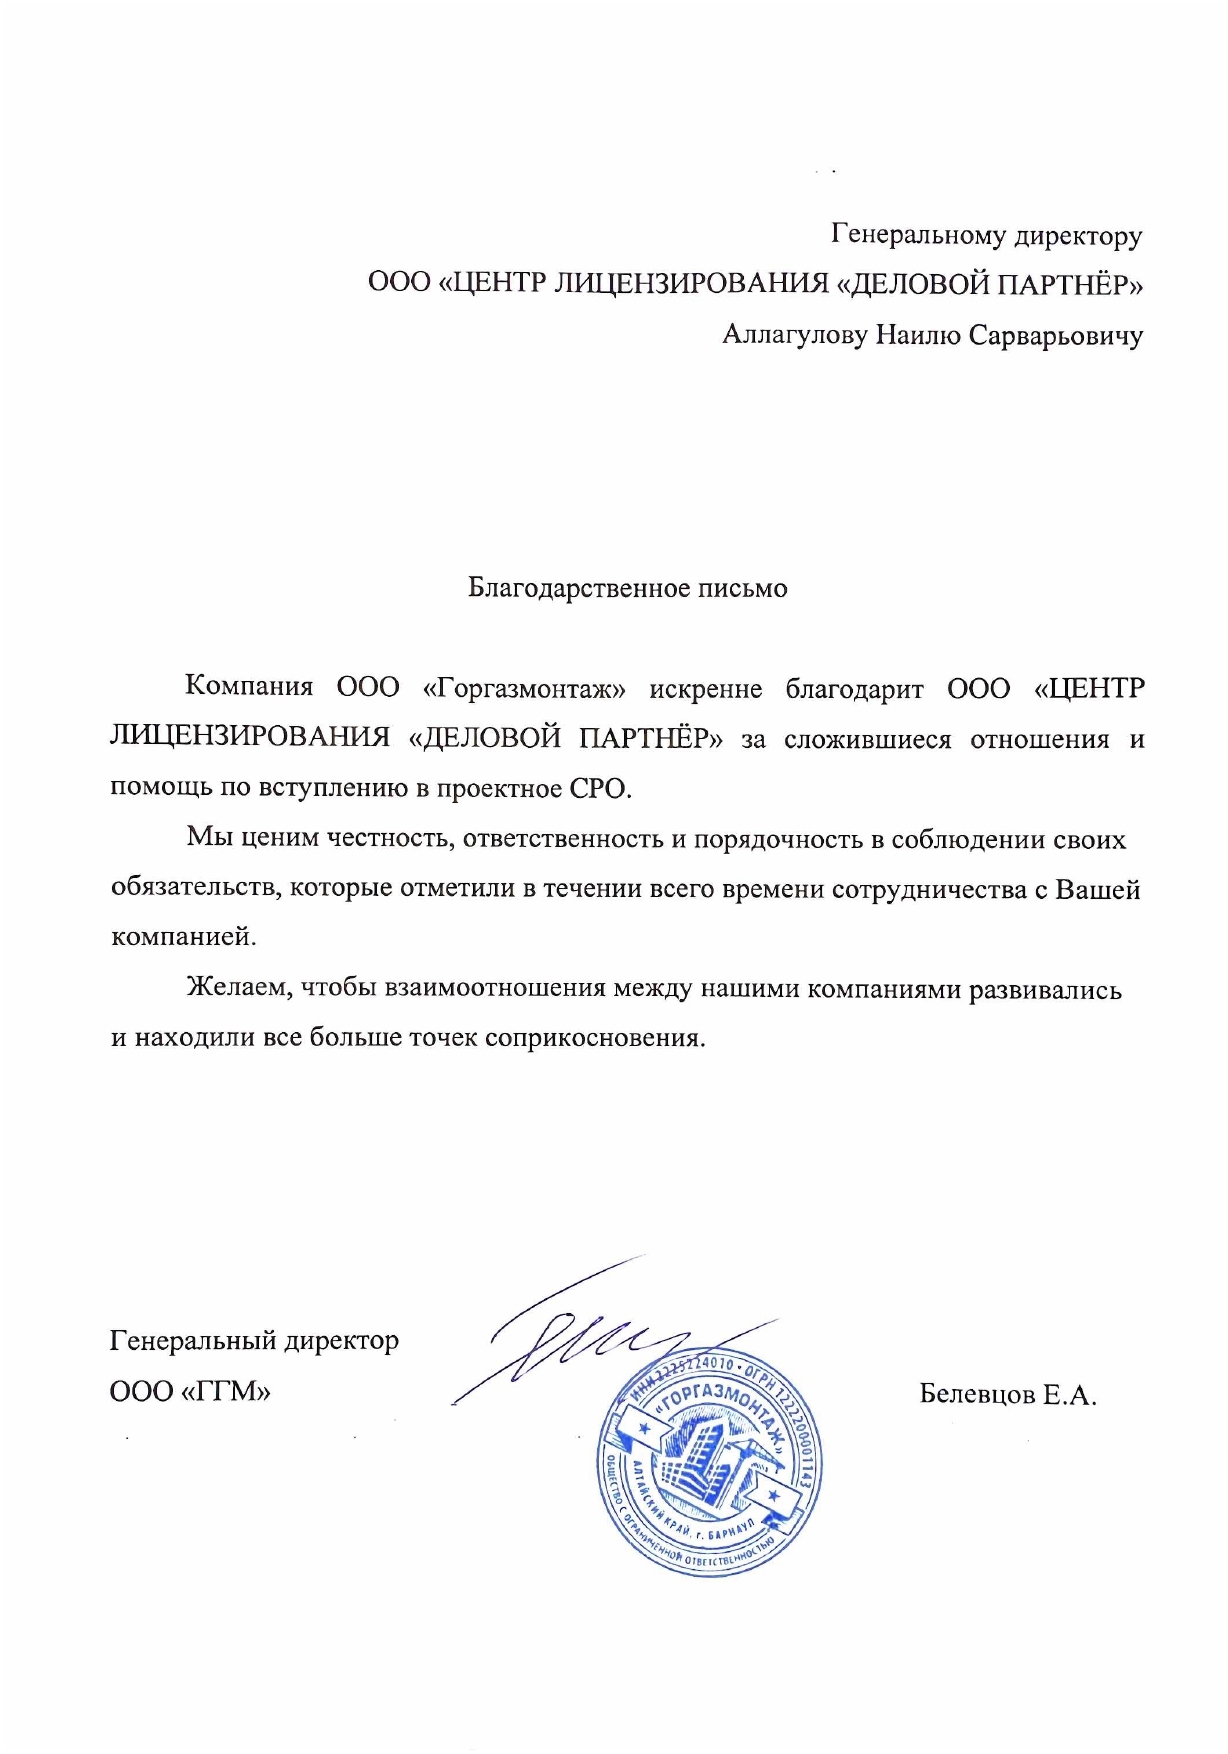 Генеральному директору
ООО «ЦЕНТР ЛИЦЕНЗИРОВАНИЯ «ДЕЛОВОЙ ПАРТНЁР»
Аллагулову Наилю Сарварьовичу
Благодарственное письмо
Компания ООО «Горгазмонтаж» искренне благодарит ООО «ЦЕНТР
ЛИЦЕНЗИРОВАНИЯ «ДЕЛОВОЙ ПАРТНЁР» за сложившиеся отношения и
помощь по вступлению в проектное СРО.
Мы ценим честность, ответственность и порядочность в соблюдении своих
обязательств, которые отметили в течении всего времени сотрудничества с Вашей
компанией.
Желаем, чтобы взаимоотношения между нашими компаниями развивались
и находили все больше точек соприкосновения.
Генеральный директор
ООО «ГГМ»
Белевцов Е.А.
ИНН 2225224010 • ОГРН 1222200001143
«ГОРГАЗМОНТАЖ»
АЛТАЙСКИЙ КРАЙ, г. БАРНАУЛ
ОБЩЕСТВО С ОГРАНИЧЕННОЙ ОТВЕТСТВЕННОСТЬЮ